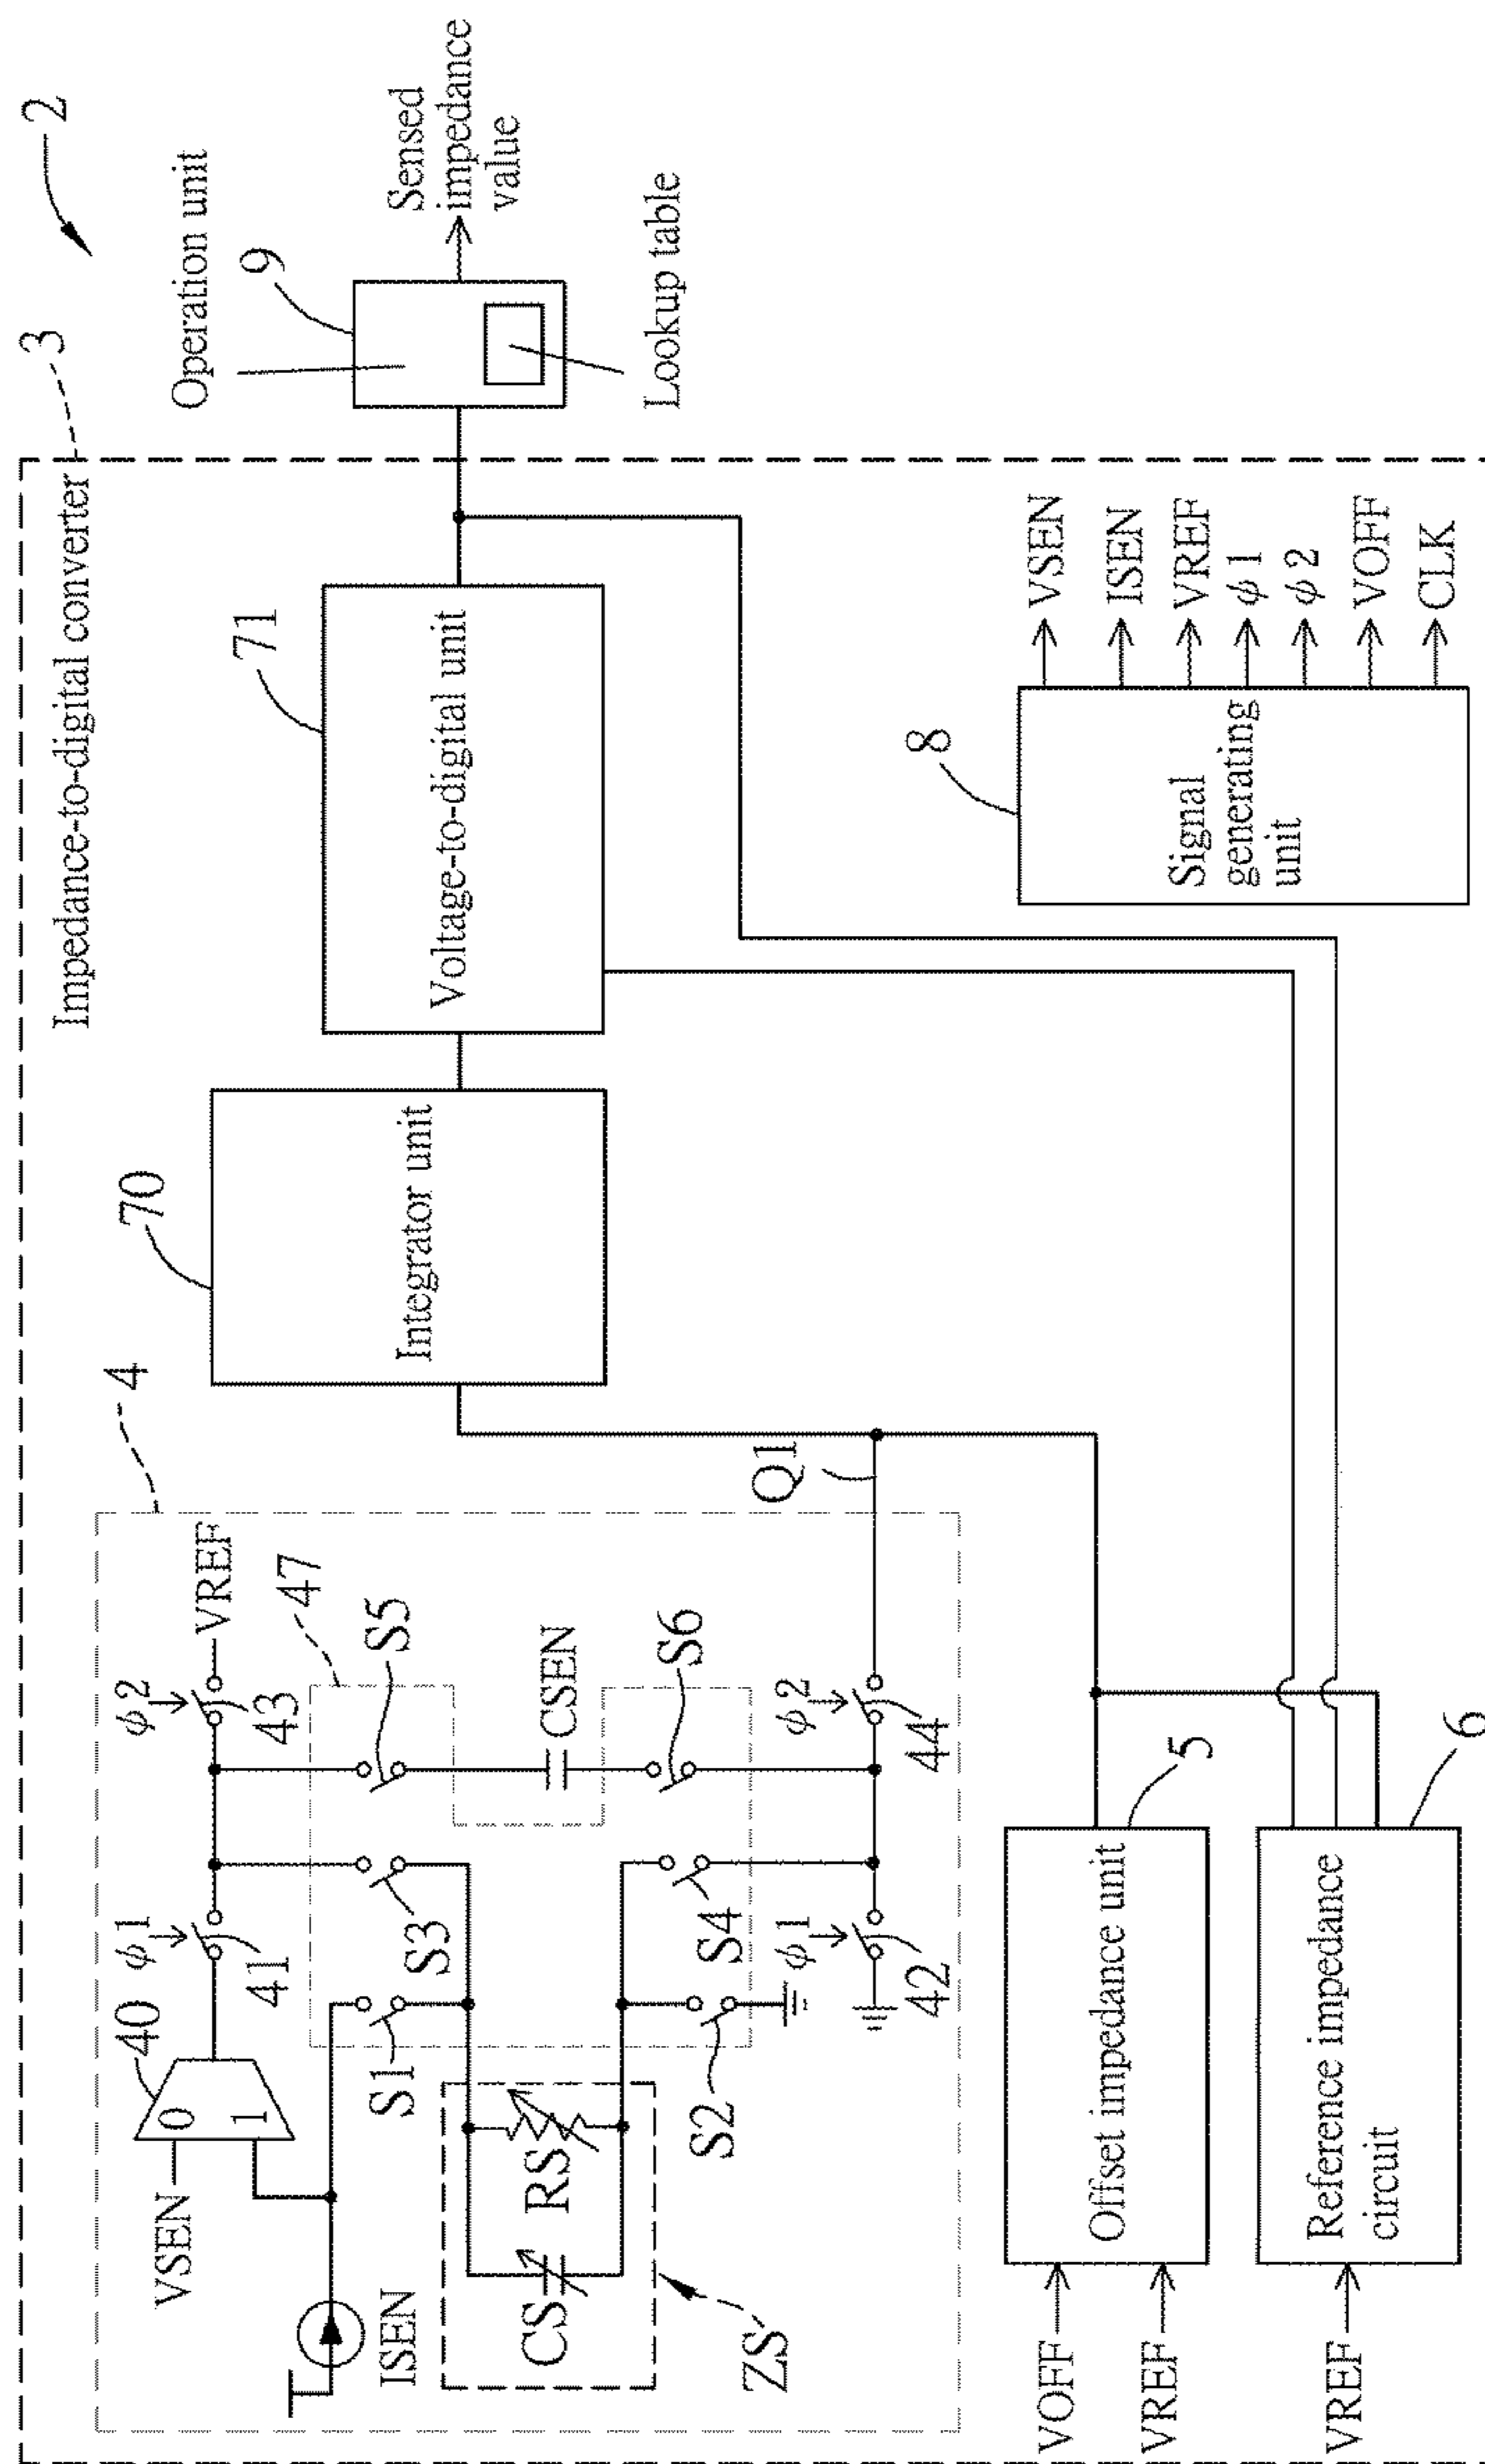 2
3
Impedance-to-digital converter
4
VSEN
0
1
40
ϕ1
41
ϕ2
43
VREF
ISEN
47
S1
S3
S5
CS
RS
CSEN
ZS
S2
S4
S6
ϕ1
42
ϕ2
44
Q1
70
Integrator unit
71
Voltage-to-digital unit
Operation unit
9
Sensed
impedance
value
Lookup table
8
Signal
generating
unit
VSEN
ISEN
VREF
ϕ1
ϕ2
VOFF
CLK
VOFF
VREF
Offset impedance unit
5
VREF
Reference impedance
circuit
6